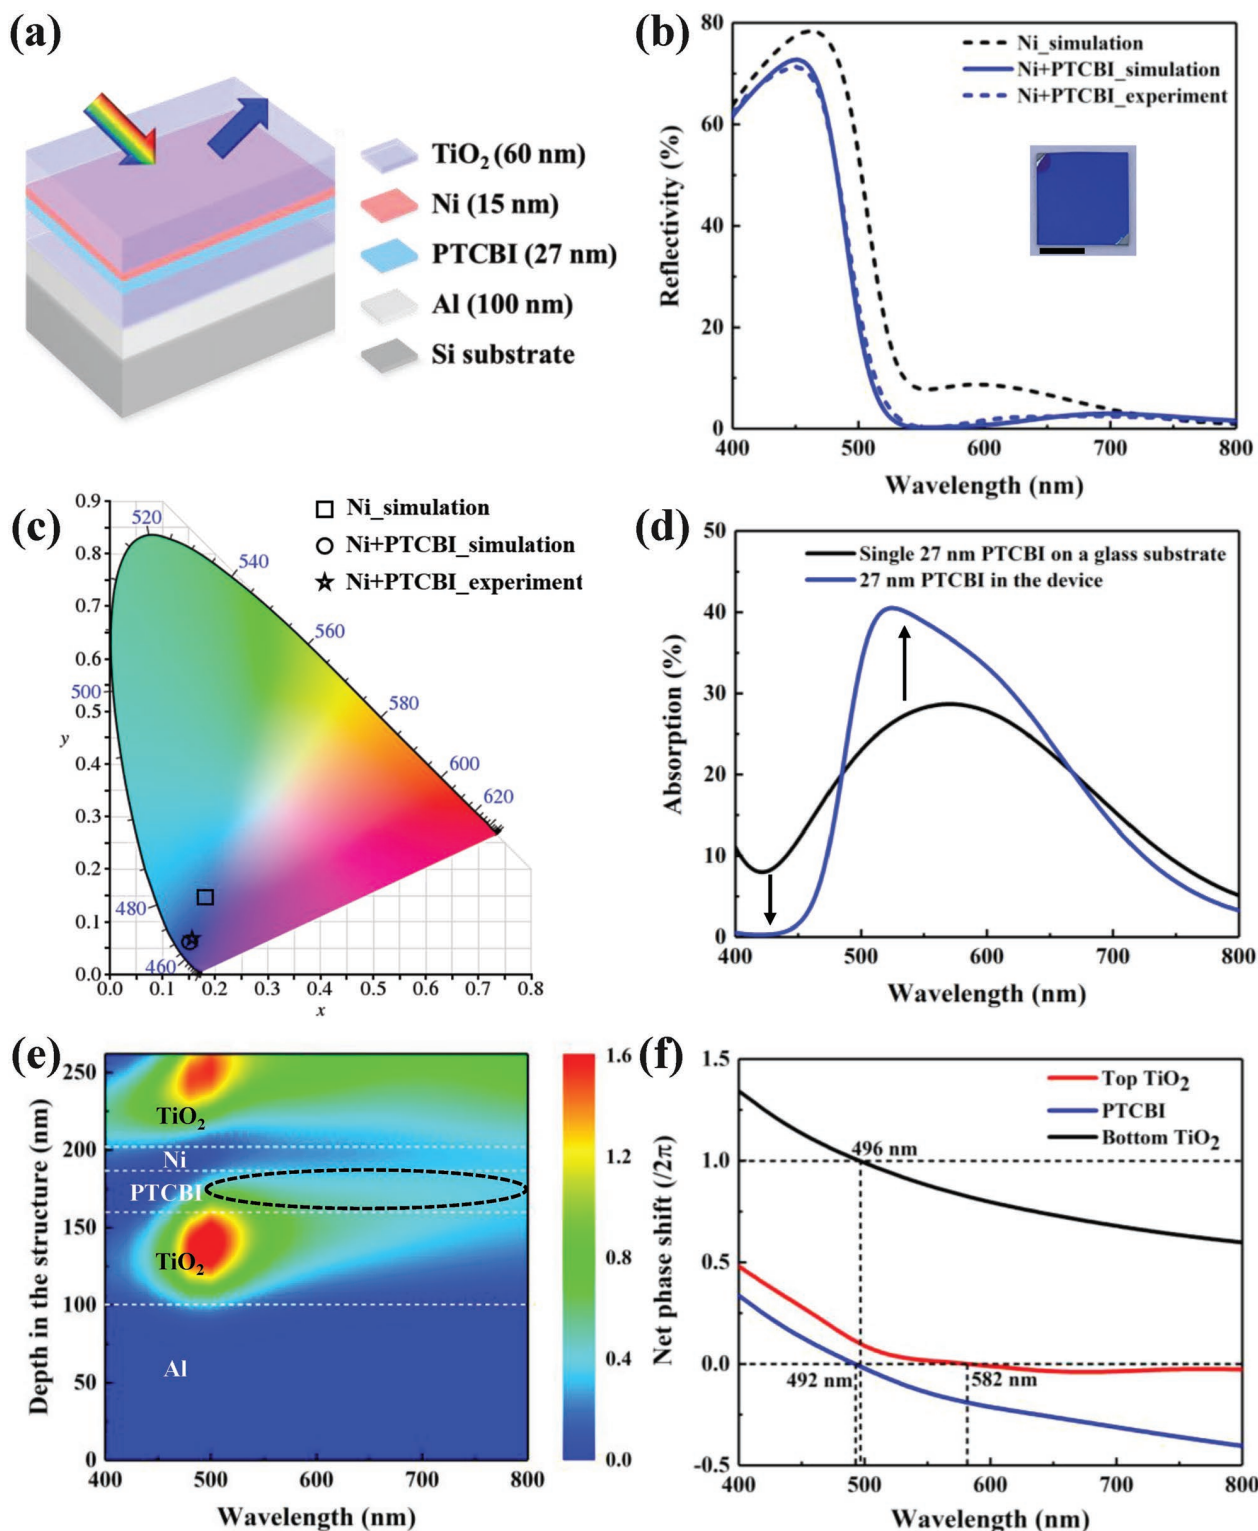 (a)
TiO₂ (60 nm)
Ni (15 nm)
PTCBI (27 nm)
Al (100 nm)
Si substrate
(b)
80
60
40
20
0
Reflectivity (%)
Ni_simulation
Ni+PTCBI_simulation
Ni+PTCBI_experiment
400 500 600 700 800
Wavelength (nm)
(c)
0.9
0.8
0.7
0.6
0.5
0.4
0.3
0.2
0.1
0.0
y
520
540
560
580
600
620
500
480
460
Ni_simulation
Ni+PTCBI_simulation
Ni+PTCBI_experiment
0.0 0.1 0.2 0.3 0.4 0.5 0.6 0.7 0.8
x
(d)
50
40
30
20
10
0
Absorption (%)
Single 27 nm PTCBI on a glass substrate
27 nm PTCBI in the device
400 500 600 700 800
Wavelength (nm)
(e)
250
200
150
100
50
0
Depth in the structure (nm)
TiO₂
Ni
PTCBI
TiO₂
Al
1.6
1.2
0.8
0.4
0.0
400 500 600 700 800
Wavelength (nm)
(f)
1.5
1.0
0.5
0.0
-0.5
Net phase shift (/2π)
Top TiO₂
PTCBI
Bottom TiO₂
496 nm
492 nm
582 nm
400 500 600 700 800
Wavelength (nm)